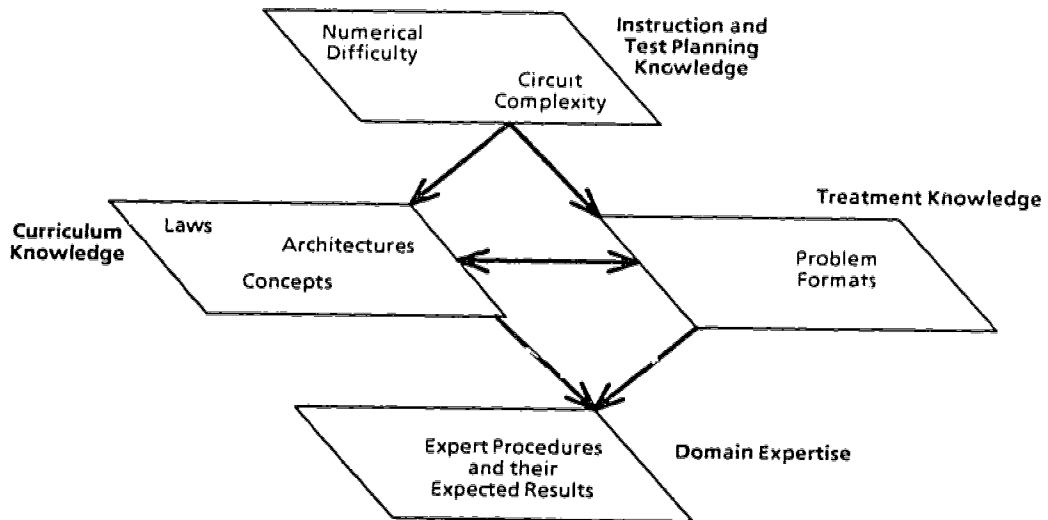 Numerical
Difficulty
Circuit
Complexity
Instruction and
Test Planning
Knowledge
Curriculum
Knowledge
Laws
Architectures
Concepts
Treatment Knowledge
Problem
Formats
Expert Procedures
and their
Expected Results
Domain Expertise